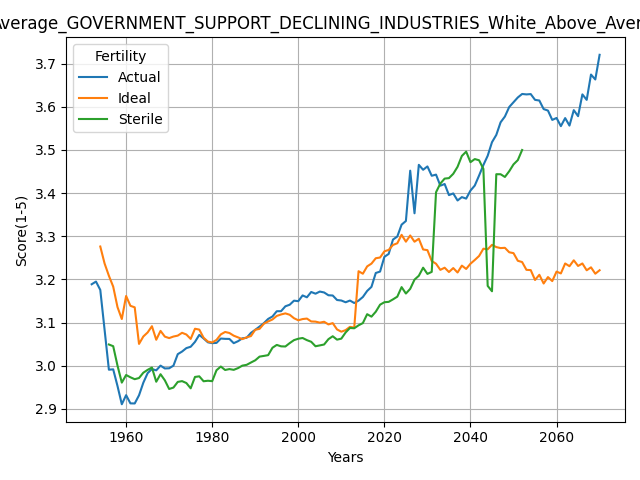 Average_GOVERNMENT_SUPPORT_DECLINING_INDUSTRIES_White_Above_Aver
Fertility
Actual
Ideal
Sterile
3.7
3.6
3.5
3.4
3.3
3.2
3.1
3.0
2.9
Score(1-5)
1960
1980
2000
2020
2040
2060
Years